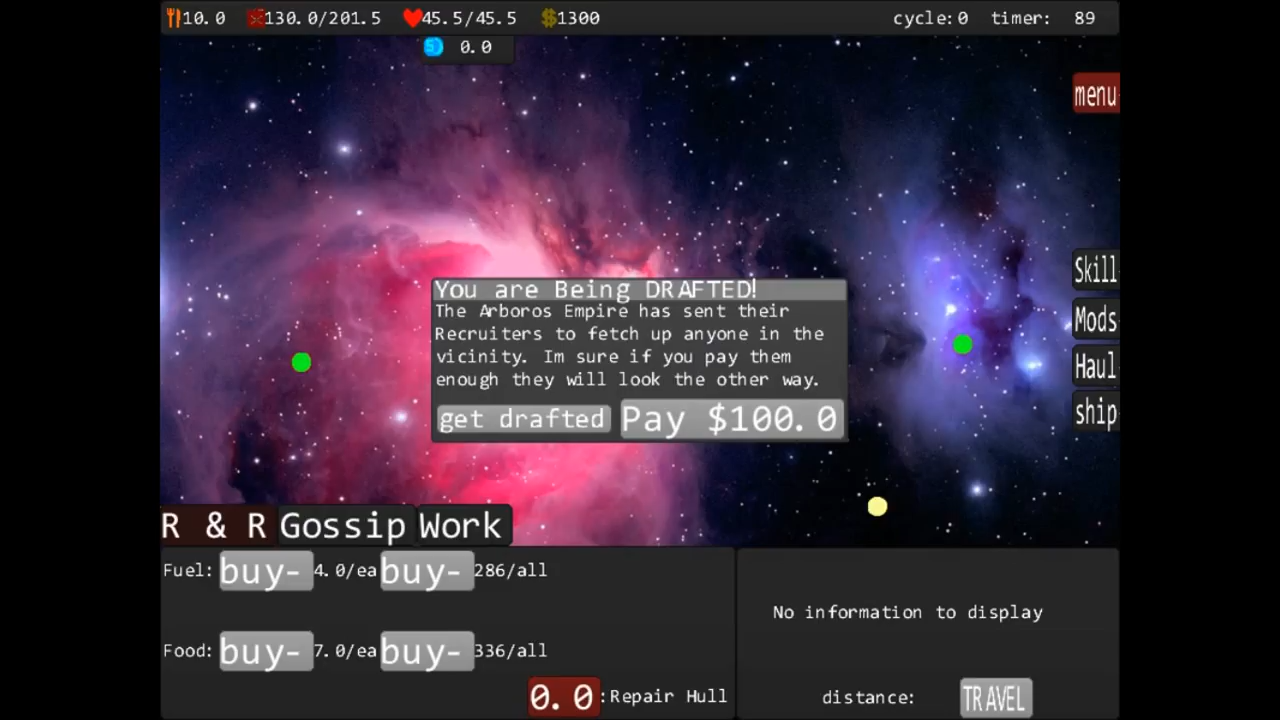 10.0 130.0/201.5 45.5/45.5 $1300 cycle:0 timer: 89
0.0
menu
You are Being DRAFTED!
The Arboros Empire has sent their
Recruiters to fetch up anyone in the
vicinity. Im sure if you pay them
enough they will look the other way.
get drafted Pay $100.0
Skill
Mods
Haul
ship
R & R Gossip Work
Fuel: buy- 4.0/ea buy- 286/all
Food: buy- 7.0/ea buy- 336/all
0.0 :Repair Hull
No information to display
distance: TRAVEL